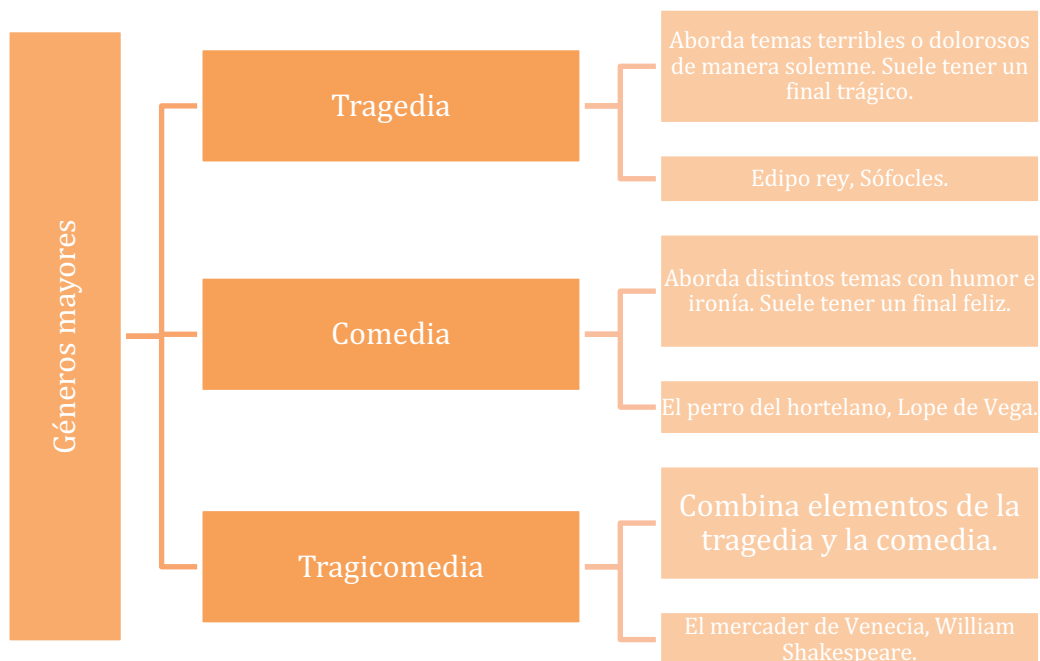 Géneros mayores
Tragedia
Aborda temas terribles o dolorosos
de manera solemne. Suele tener un
final trágico.
Edipo rey, Sófocles.
Comedia
Aborda distintos temas con humor e
ironía. Suele tener un final feliz.
El perro del hortelano, Lope de Vega.
Tragicomedia
Combina elementos de la
tragedia y la comedia.
El mercader de Venecia, William
Shakespeare.